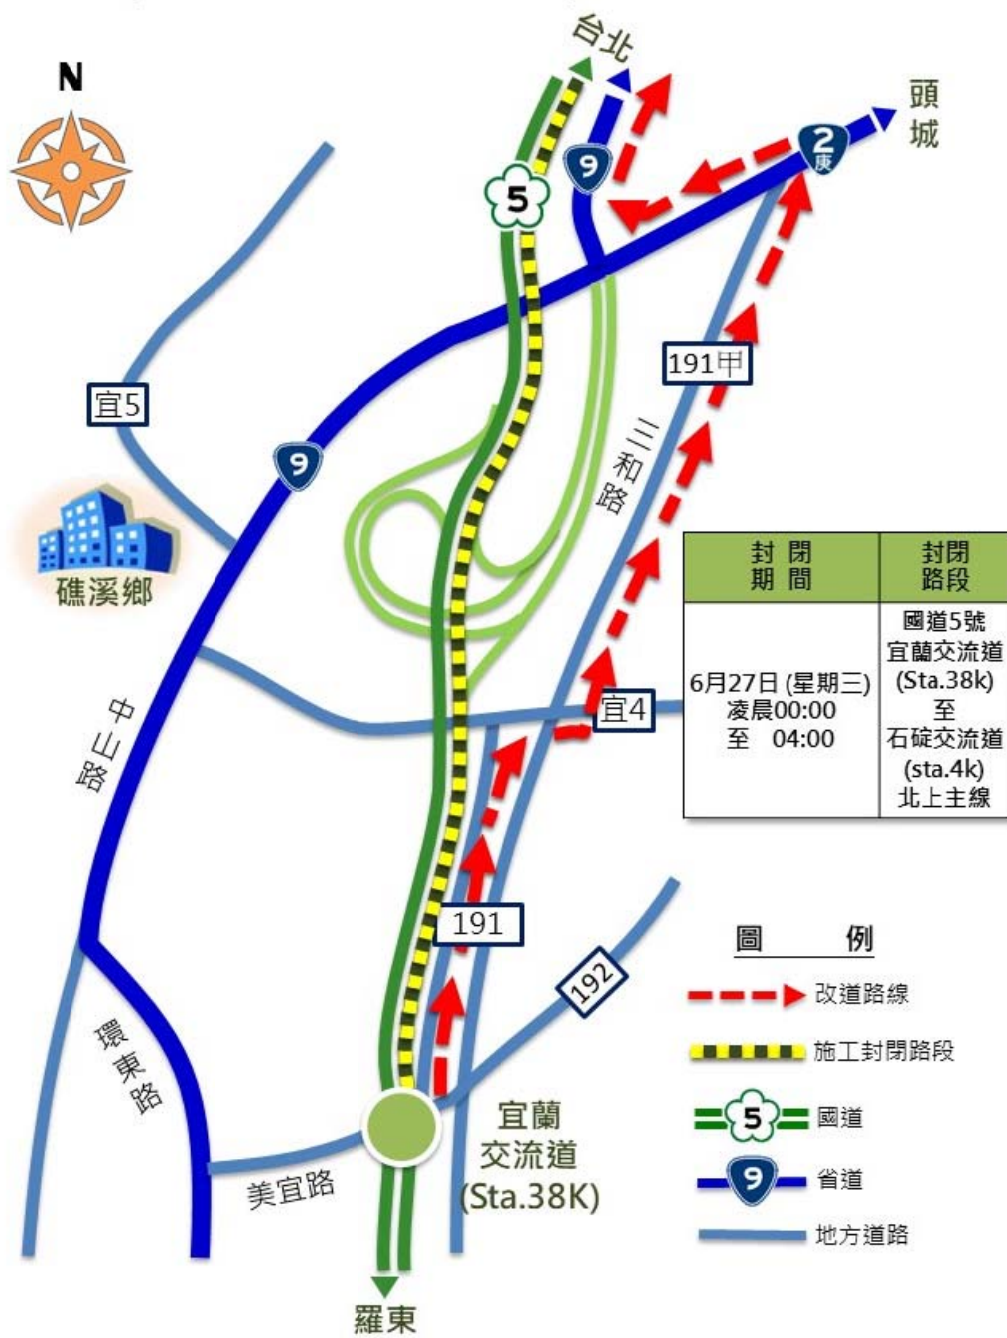 台北
N
頭
城
2
庚
9
5
191甲
宜5
三和路
9
礁溪鄉
封 閉
期 間
封閉
路段
6月27日 (星期三)
凌晨00:00
至 04:00
國道5號
宜蘭交流道
(Sta.38k)
至
石碇交流道
(sta.4k)
北上主線
宜4
中山路
191
192
圖 例
改道路線
施工封閉路段
5
國道
9
省道
地方道路
環東路
宜蘭
交流道
(Sta.38K)
美宜路
羅東